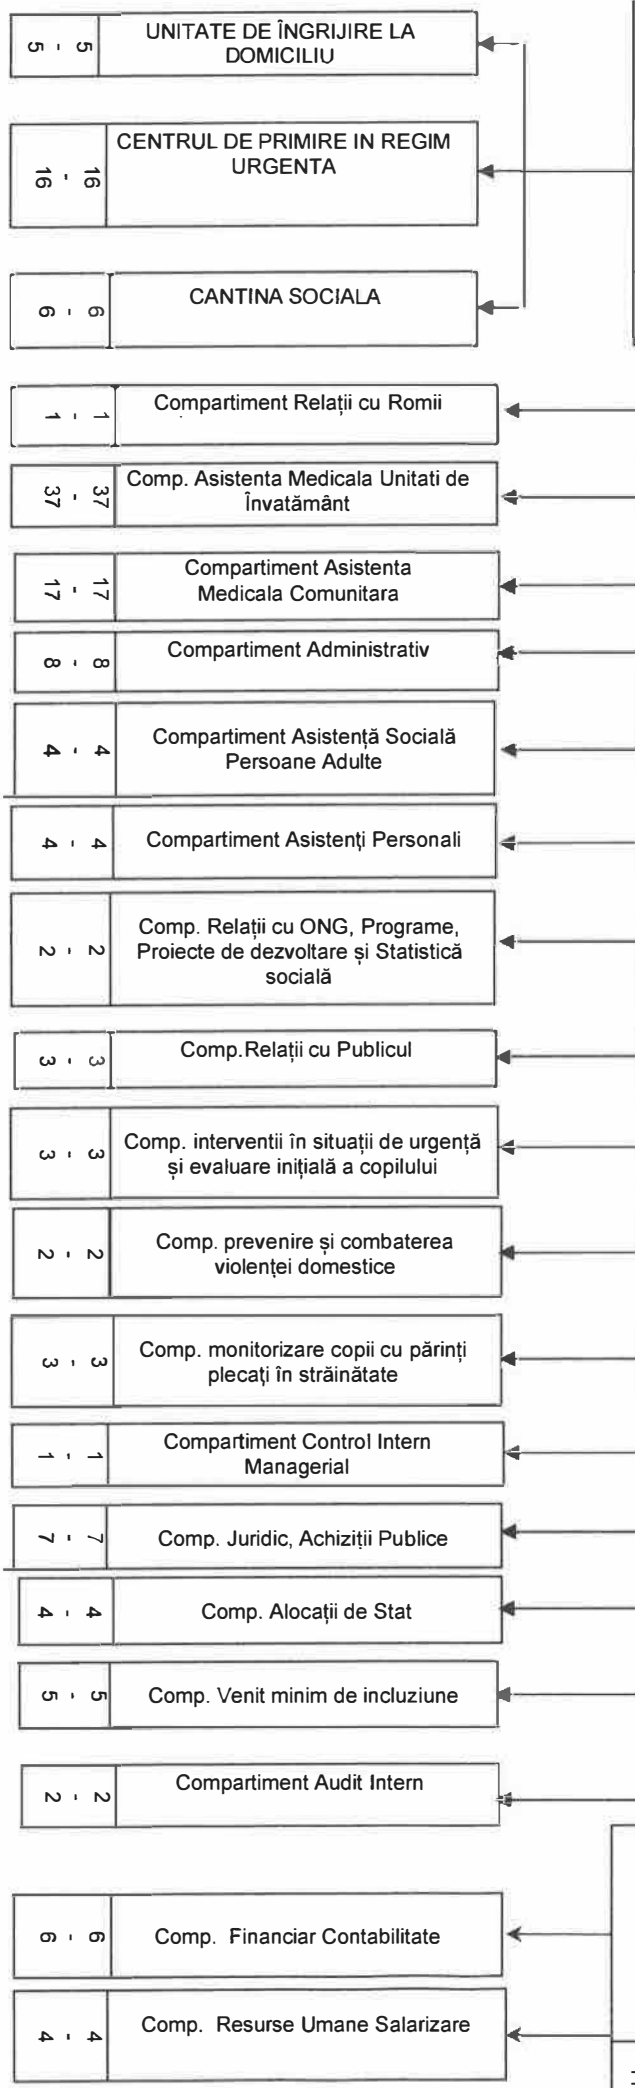 5 - 5
UNITATE DE ÎNGRIJIRE LA
DOMICILIU
16 - 16
CENTRUL DE PRIMIRE IN REGIM
URGENTA
6 - 6
CANTINA SOCIALA
1 - 1
Compartiment Relații cu Romii
37 - 37
Comp. Asistenta Medicala Unitati de
Învatământ
17 - 17
Compartiment Asistenta
Medicala Comunitara
8 - 8
Compartiment Administrativ
4 - 4
Compartiment Asistență Socială
Persoane Adulte
4 - 4
Compartiment Asistenți Personali
2 - 2
Comp. Relații cu ONG, Programe,
Proiecte de dezvoltare și Statistică
socială
3 - 3
Comp.Relații cu Publicul
3 - 3
Comp. interventii în situații de urgență
și evaluare inițială a copilului
2 - 2
Comp. prevenire și combaterea
violenței domestice
3 - 3
Comp. monitorizare copii cu părinți
plecați în străinătate
1 - 1
Compartiment Control Intern
Managerial
7 - 7
Comp. Juridic, Achiziții Publice
4 - 4
Comp. Alocații de Stat
5 - 5
Comp. Venit minim de incluziune
2 - 2
Compartiment Audit Intern
6 - 6
Comp. Financiar Contabilitate
4 - 4
Comp. Resurse Umane Salarizare